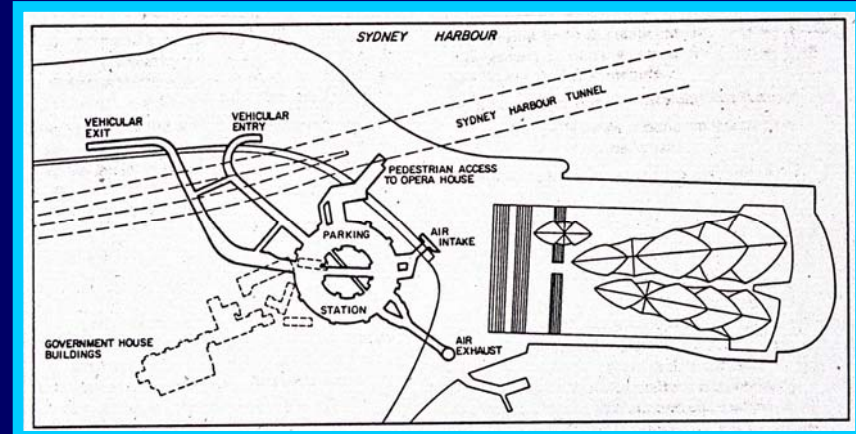 SYDNEY HARBOUR
SYDNEY HARBOUR TUNNEL
VEHICULAR
EXIT
VEHICULAR
ENTRY
PEDESTRIAN ACCESS
TO OPERA HOUSE
PARKING
AIR
INTAKE
STATION
GOVERNMENT HOUSE
BUILDINGS
AIR
EXHAUST